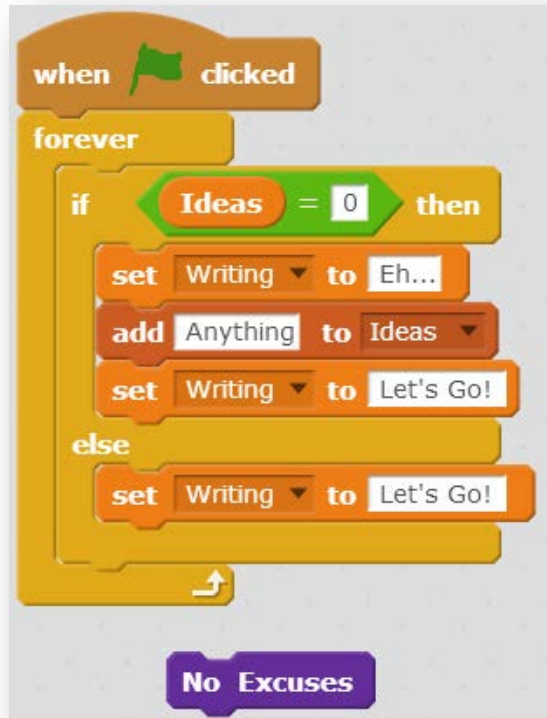 when clicked
forever
if Ideas = 0 then
set Writing to Eh...
add Anything to Ideas
set Writing to Let's Go!
else
set Writing to Let's Go!
No Excuses